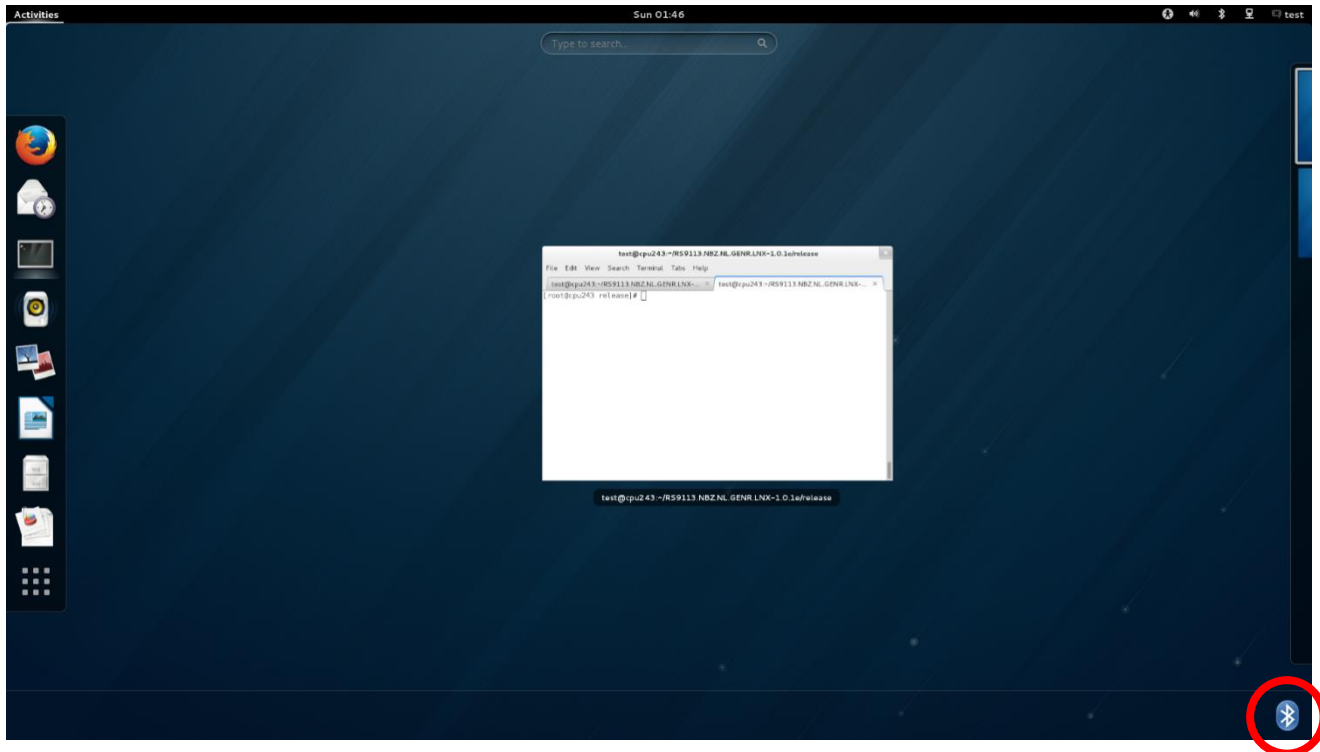 Activities
Sun 01:46
test
Type to search...
test@cpu243:~/RS9113.NBZ.NL.GENR.LNX-1.0.1e/release
File Edit View Search Terminal Tabs Help
test@cpu243:~/RS9113.NBZ.NL.GENR.LNX-...
test@cpu243:~/RS9113.NBZ.NL.GENR.LNX-...
[root@cpu243 release]#
test@cpu243:~/RS9113.NBZ.NL.GENR.LNX-1.0.1e/release